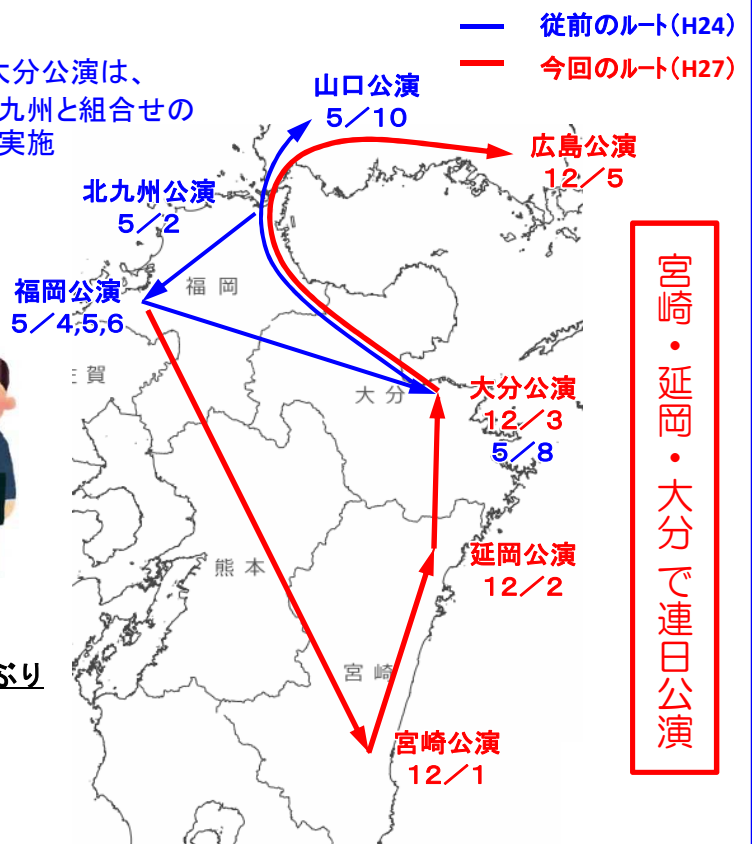 従前のルート(H24)
今回のルート(H27)
大分公演は、
九州と組合せの
実施
山口公演
5/10
広島公演
12/5
北九州公演
5/2
福岡
福岡公演
5/4,5,6
賀
大分
大分公演
12/3
5/8
熊本
延岡公演
12/2
宮崎
ぶり
宮崎公演
12/1
宮崎・延岡・大分で連日公演